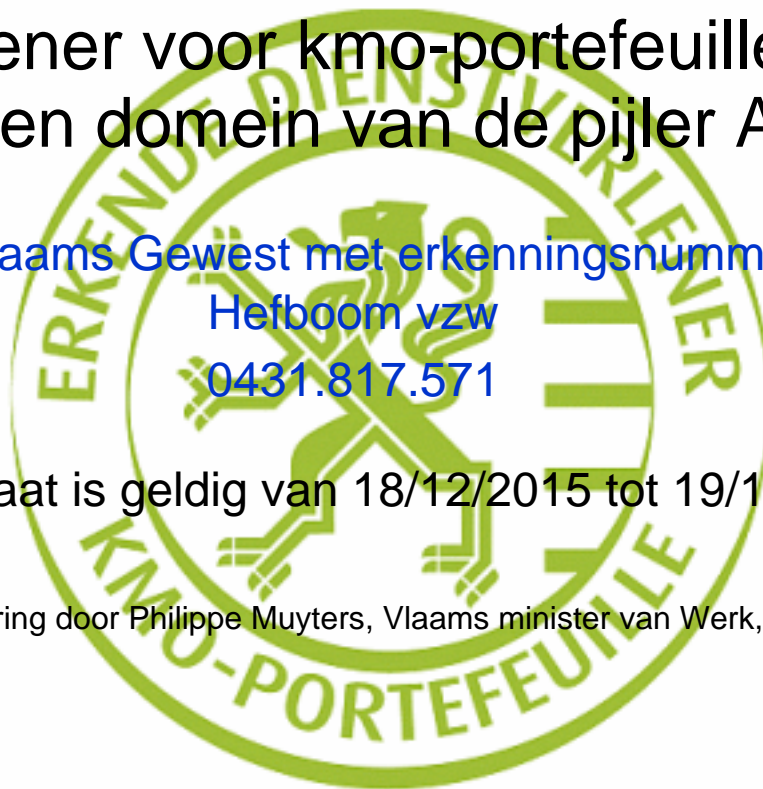 ener voor kmo-portefeuille
en domein van de pijler A
laams Gewest met erkenningsnumm
Hefboom vzw
0431.817.571
aat is geldig van 18/12/2015 tot 19/1
ring door Philippe Muyters, Vlaams minister van Werk,
ERKENDE DIENSTVERLENER
KMO-PORTEFEUILLE